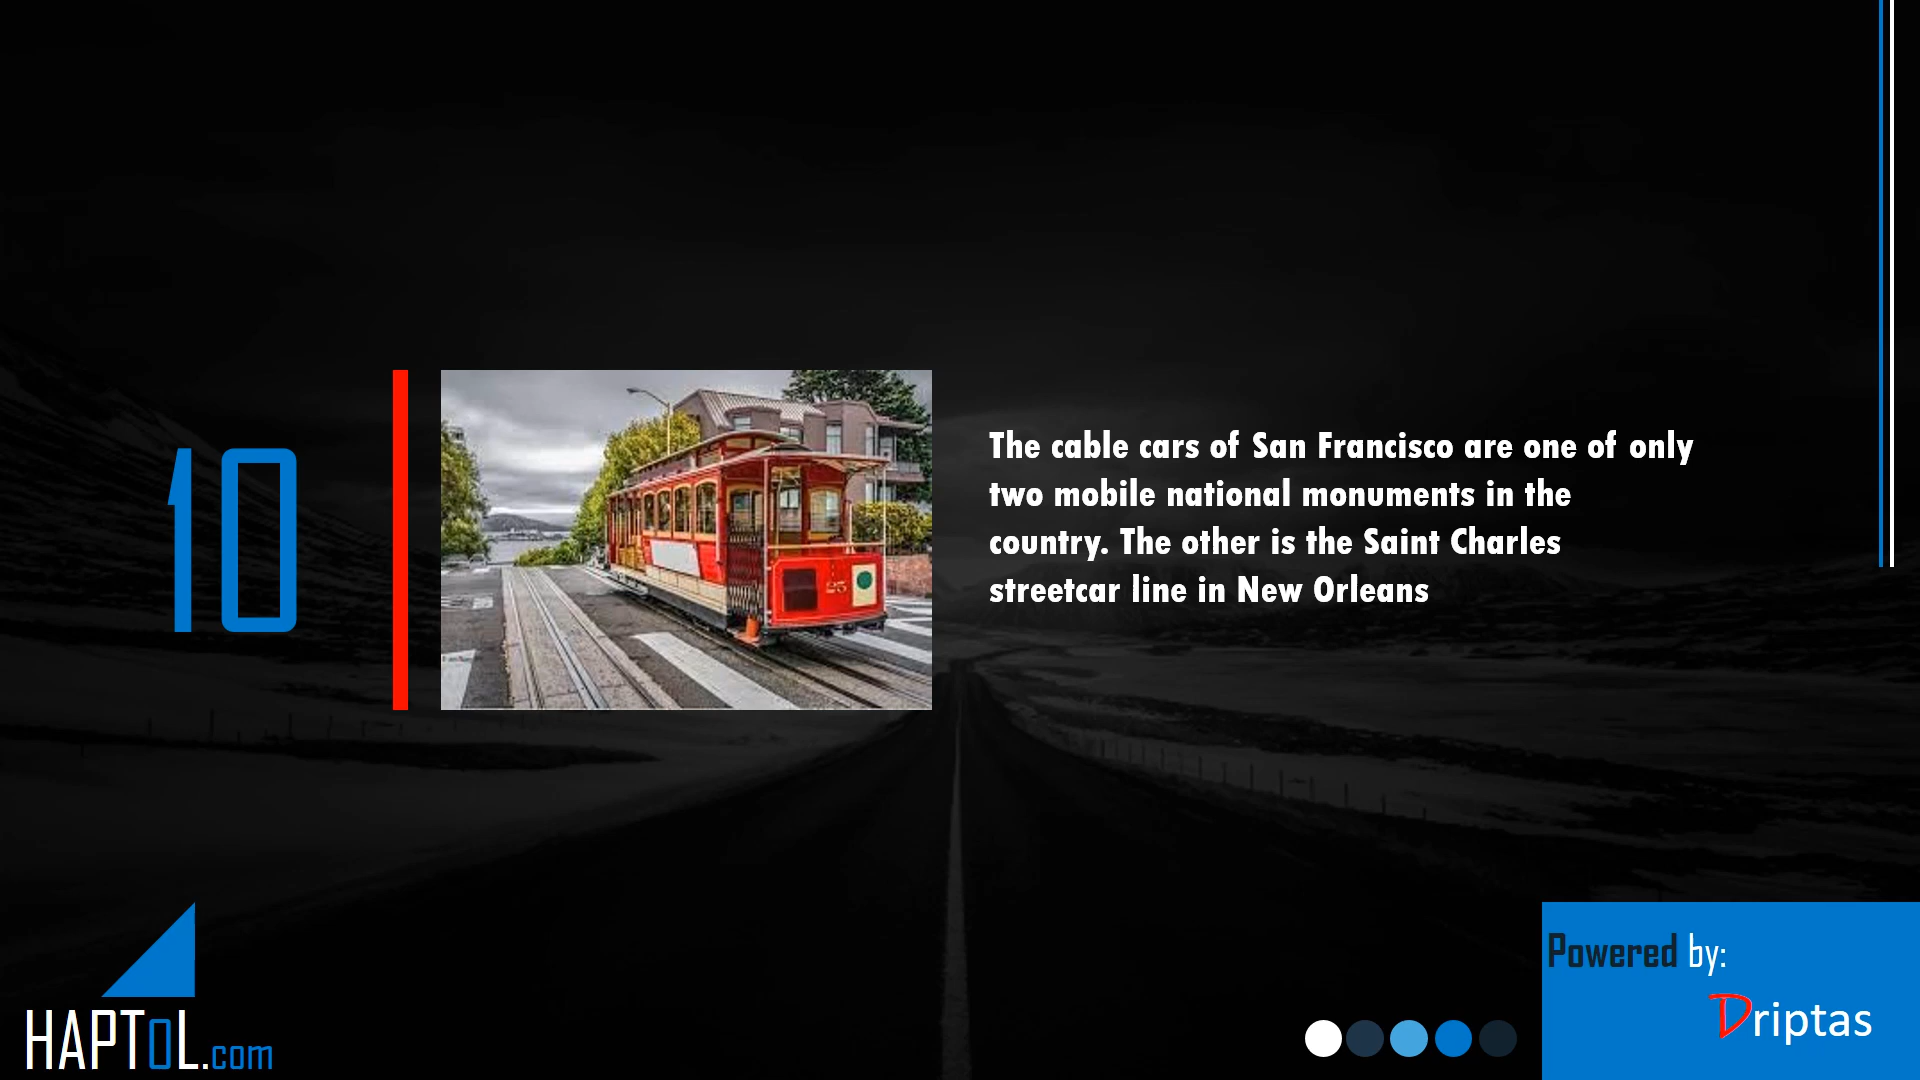 10
The cable cars of San Francisco are one of only
two mobile national monuments in the
country. The other is the Saint Charles
streetcar line in New Orleans
25
HAPToL.com
Powered by:
Driptas